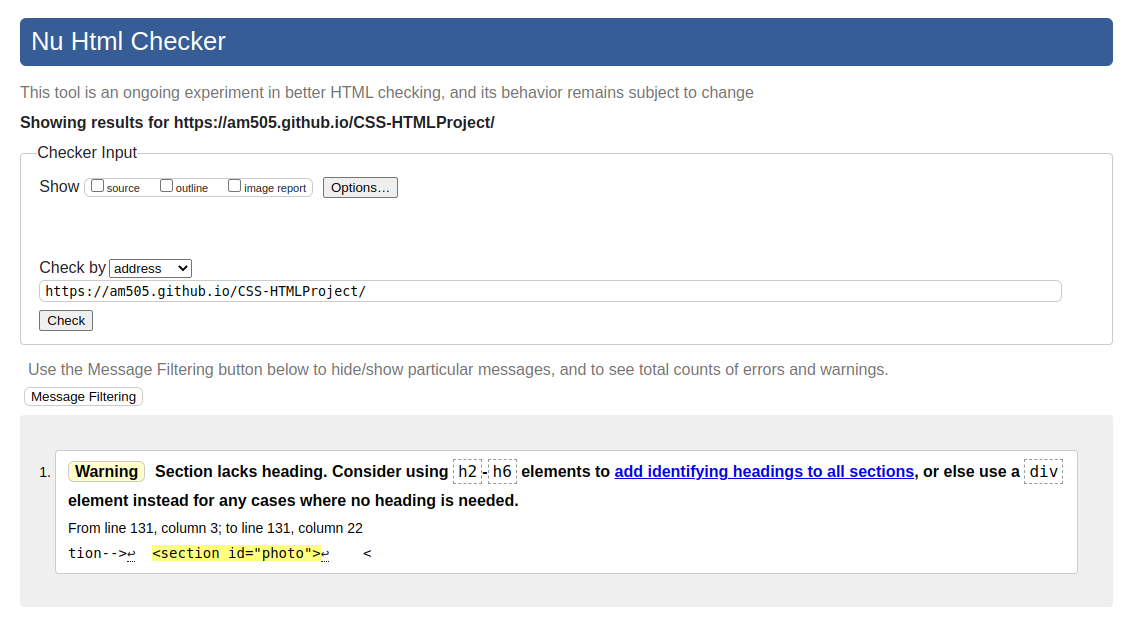 Nu Html Checker
This tool is an ongoing experiment in better HTML checking, and its behavior remains subject to change
Showing results for https://am505.github.io/CSS-HTMLProject/
Checker Input
Show source outline image report Options...
Check by address
https://am505.github.io/CSS-HTMLProject/
Check
Use the Message Filtering button below to hide/show particular messages, and to see total counts of errors and warnings.
Message Filtering
1. Warning Section lacks heading. Consider using h2-h6 elements to add identifying headings to all sections, or else use a div
element instead for any cases where no heading is needed.
From line 131, column 3; to line 131, column 22
tion-->↩ <section id="photo">↩ <